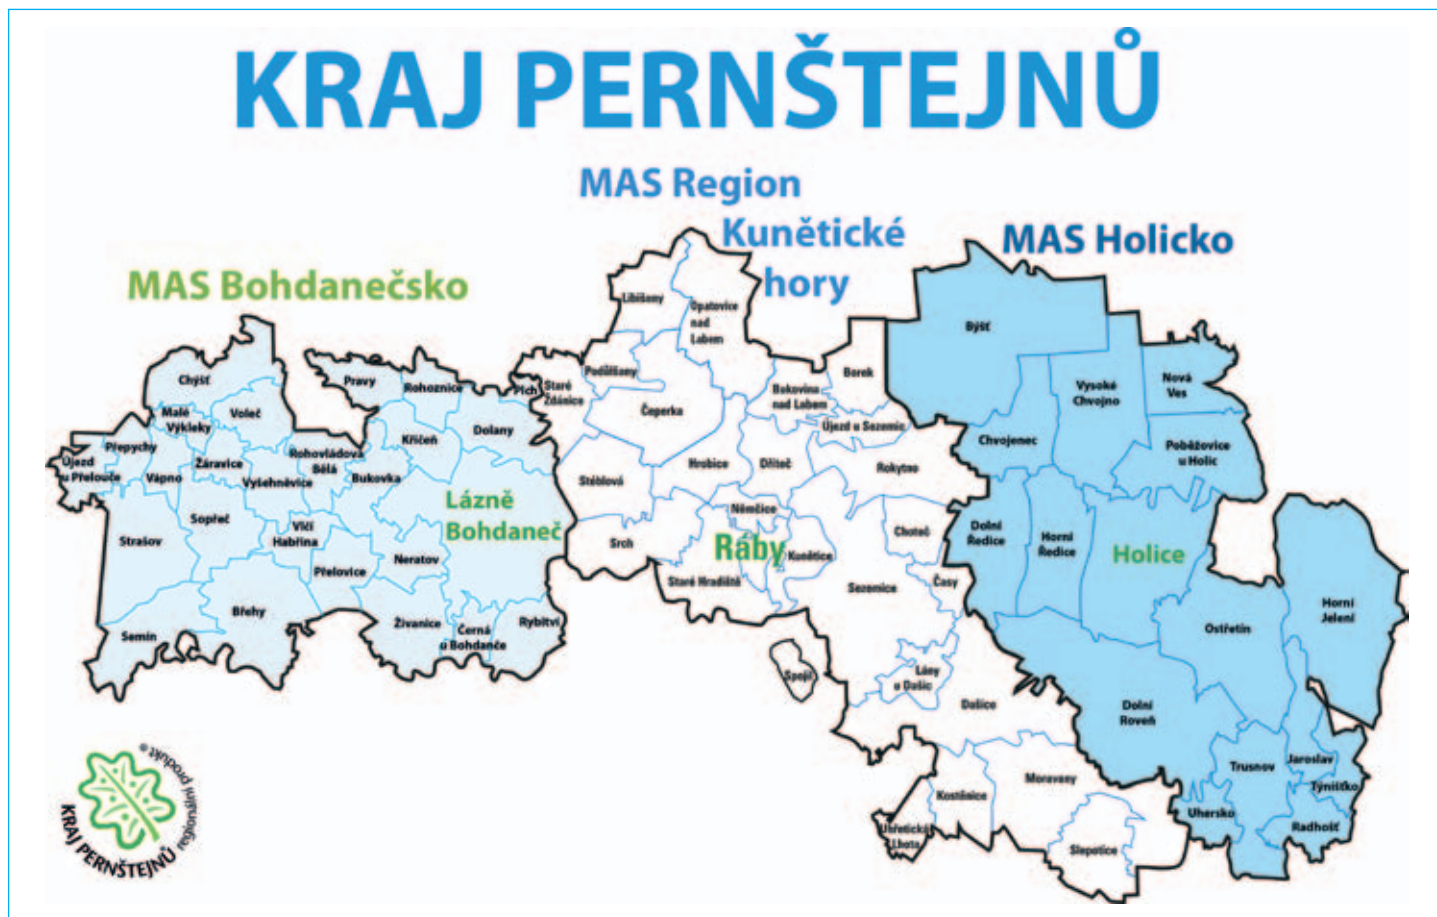 KRAJ PERNŠTEJNŮ
MAS Region
Kunětické
hory
MAS Holicko
MAS Bohdanečsko
Chýšť
Voleč
Malé
Výkleky
Přepychy
Újezd
u Přelouče
Vápno
Žáravice
Vyšehněvice
Rohovládova
Bělá
Bukovka
Pravy
Rohoznice
Plch
Dolany
Křičeň
Lázně
Bohdaneč
Sopřeč
Strašov
Vlčí
Habřina
Přelovice
Neratov
Břehy
Semín
Živanice
Černá
u Bohdanče
Rybitví
Libišany
Opatovice
nad
Labem
Podůlšany
Staré
Ždánice
Čeperka
Bukovina
nad Labem
Borek
Újezd u Sezemic
Stéblová
Hrobice
Dříteč
Rokytno
Srch
Němčice
Ráby
Kunětice
Staré Hradiště
Choteč
Časy
Sezemice
Spojil
Lány
u Dašic
Dašice
Kostěnice
Moravany
Uhřetická
Lhota
Slepotice
Býšť
Vysoké
Chvojno
Nová
Ves
Chvojenec
Poběžovice
u Holic
Dolní
Ředice
Horní
Ředice
Holice
Ostřetín
Horní
Jelení
Dolní
Roveň
Trusnov
Jaroslav
Týnišťko
Uhersko
Radhošť
KRAJ PERNŠTEJNŮ
regionální produkt ®